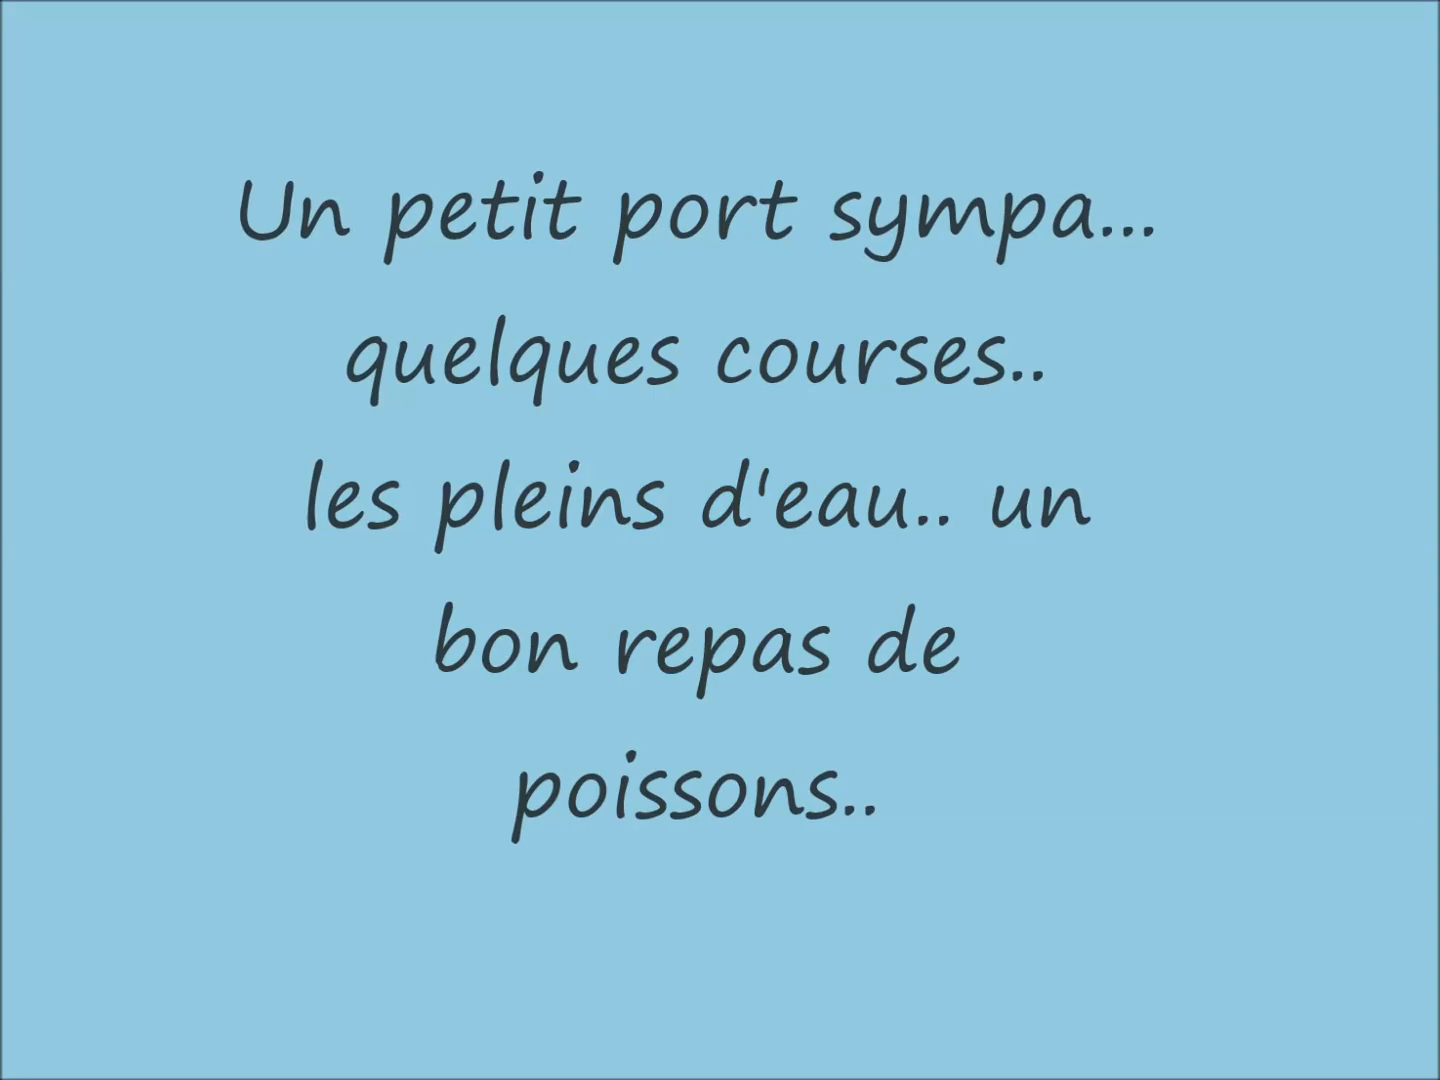 Un petit port sympa...
quelques courses..
les pleins d'eau.. un
bon repas de
poissons..